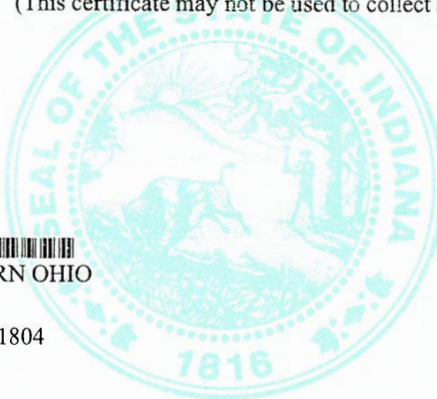 (This certificate may not be used to collect
SEAL OF THE STATE OF INDIANA
RN OHIO
1804
1816